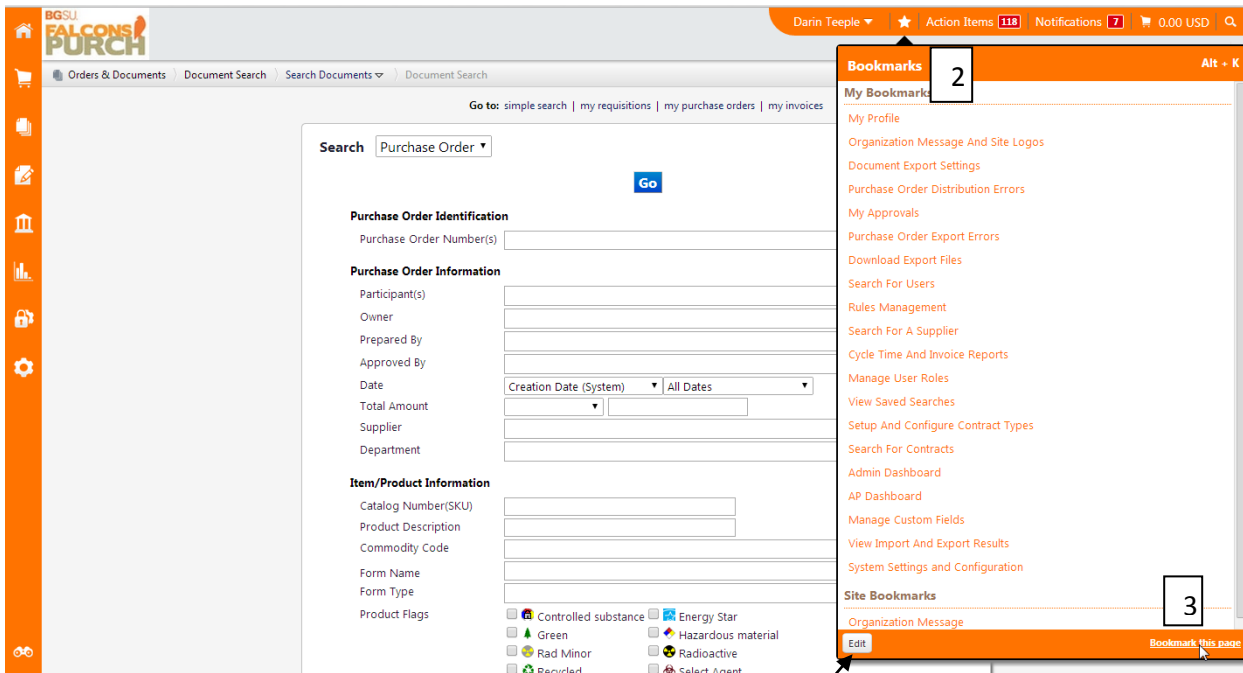 BGSU
FALCONS
PURCH
Darin Teeple
Action Items 118
Notifications 7
0.00 USD
Orders & Documents
Document Search
Search Documents
Document Search
Go to: simple search | my requisitions | my purchase orders | my invoices
Search Purchase Order
Go
Purchase Order Identification
Purchase Order Number(s)
Purchase Order Information
Participant(s)
Owner
Prepared By
Approved By
Date Creation Date (System) All Dates
Total Amount
Supplier
Department
Item/Product Information
Catalog Number(SKU)
Product Description
Commodity Code
Form Name
Form Type
Product Flags Controlled substance Energy Star
Green Hazardous material
Rad Minor Radioactive
Recycled Select Agent
Bookmarks Alt + K
2
My Bookmarks
My Profile
Organization Message And Site Logos
Document Export Settings
Purchase Order Distribution Errors
My Approvals
Purchase Order Export Errors
Download Export Files
Search For Users
Rules Management
Search For A Supplier
Cycle Time And Invoice Reports
Manage User Roles
View Saved Searches
Setup And Configure Contract Types
Search For Contracts
Admin Dashboard
AP Dashboard
Manage Custom Fields
View Import And Export Results
System Settings and Configuration
Site Bookmarks
3
Organization Message
Edit
Bookmark this page